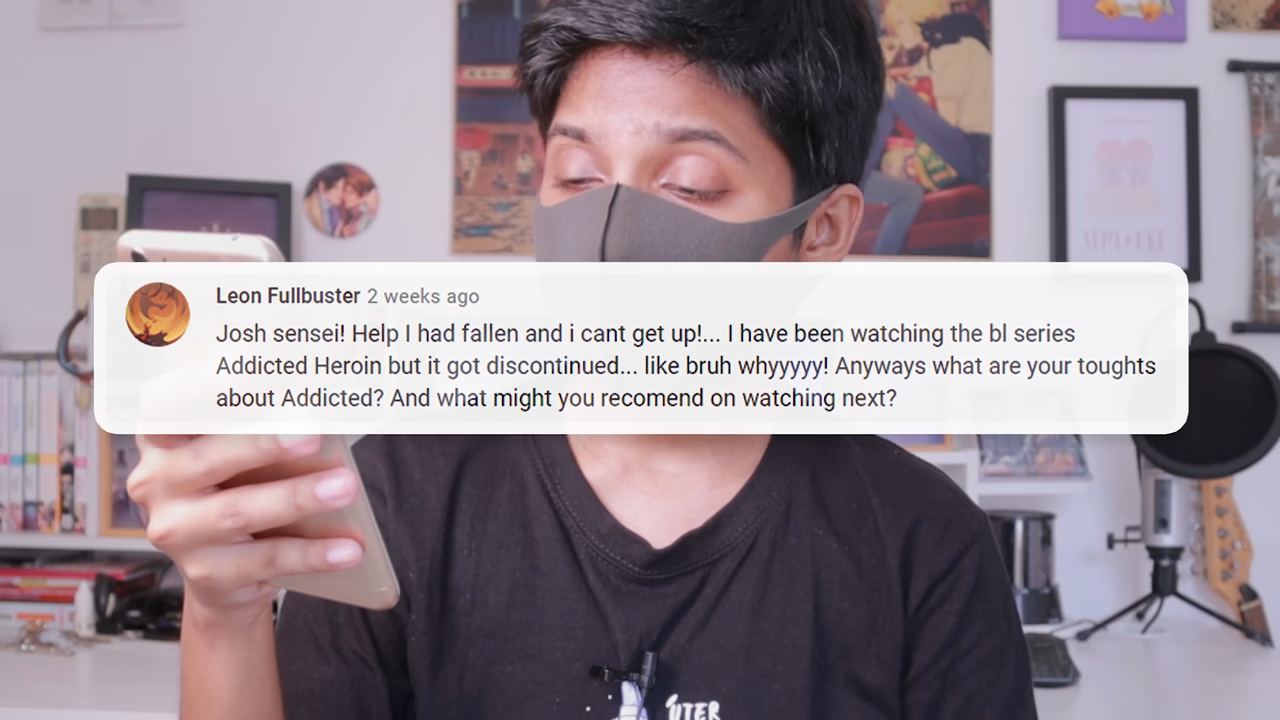 Leon Fullbuster 2 weeks ago
Josh sensei! Help I had fallen and i cant get up!... I have been watching the bl series
Addicted Heroin but it got discontinued... like bruh whyyyyy! Anyways what are your toughts
about Addicted? And what might you recomend on watching next?